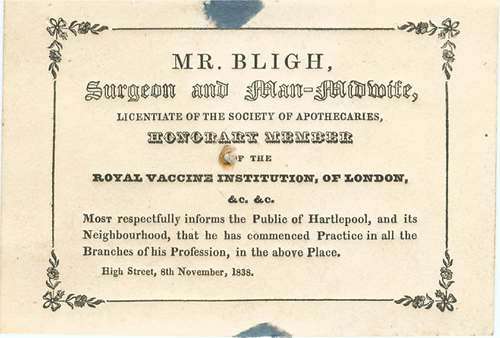 MR. BLIGH,
Surgeon and Man-Midwife,
LICENTIATE OF THE SOCIETY OF APOTHECARIES,
HONORARY MEMBER
OF THE
ROYAL VACCINE INSTITUTION, OF LONDON,
&c. &c.
MOST respectfully informs the Public of Hartlepool, and its
Neighbourhood, that he has commenced Practice in all the
Branches of his Profession, in the above Place.
High Street, 8th November, 1838.